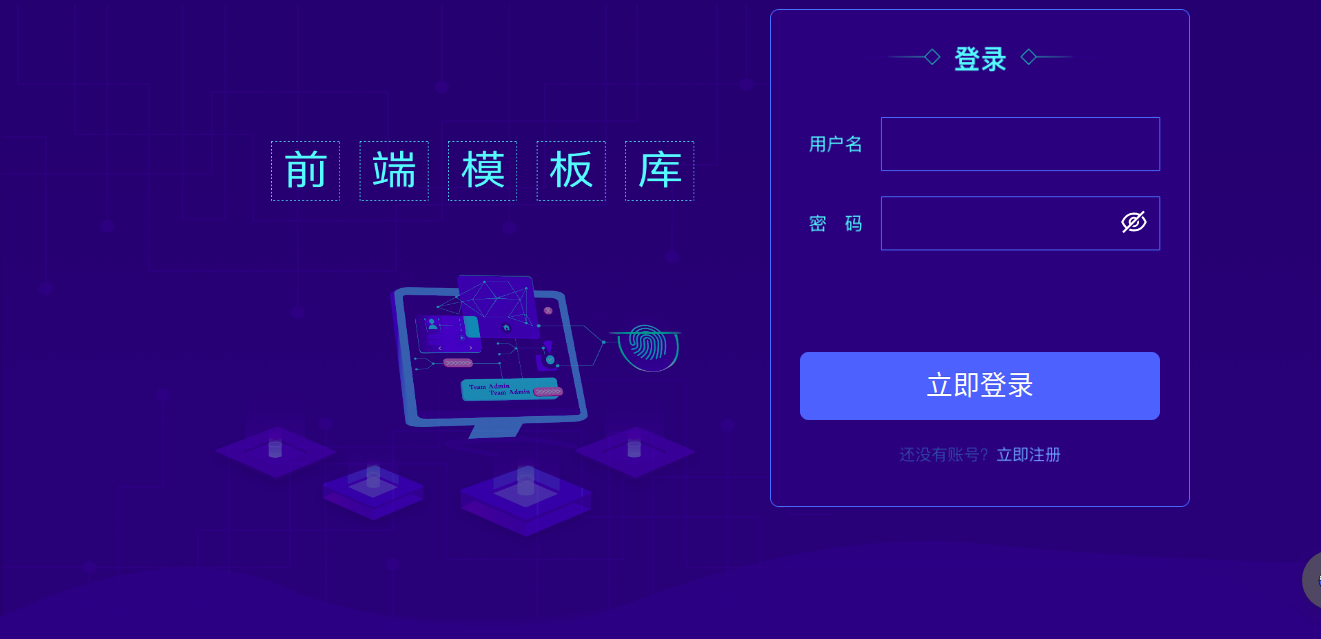 登录
前端模板库
用户名
密 码
Team Admin
Team Admin
立即登录
还没有账号？立即注册